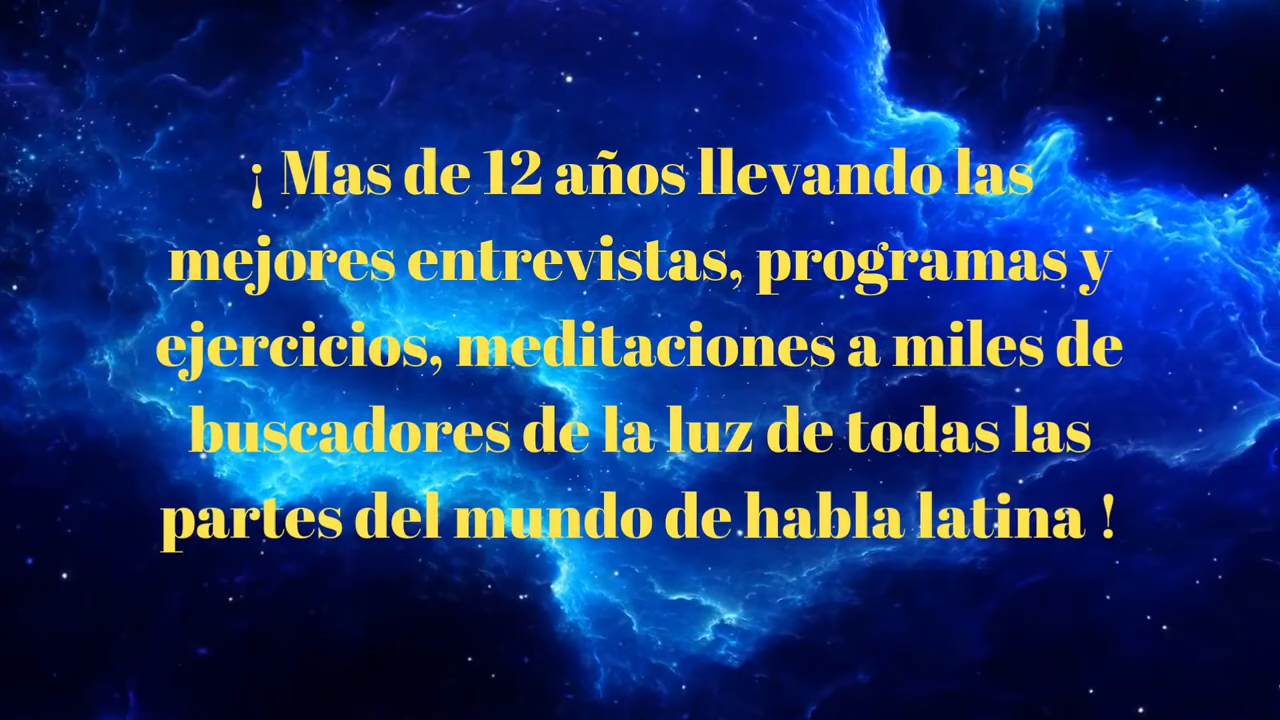 ¡ Mas de 12 años llevando las
mejores entrevistas, programas y
ejercicios, meditaciones a miles de
buscadores de la luz de todas las
partes del mundo de habla latina !